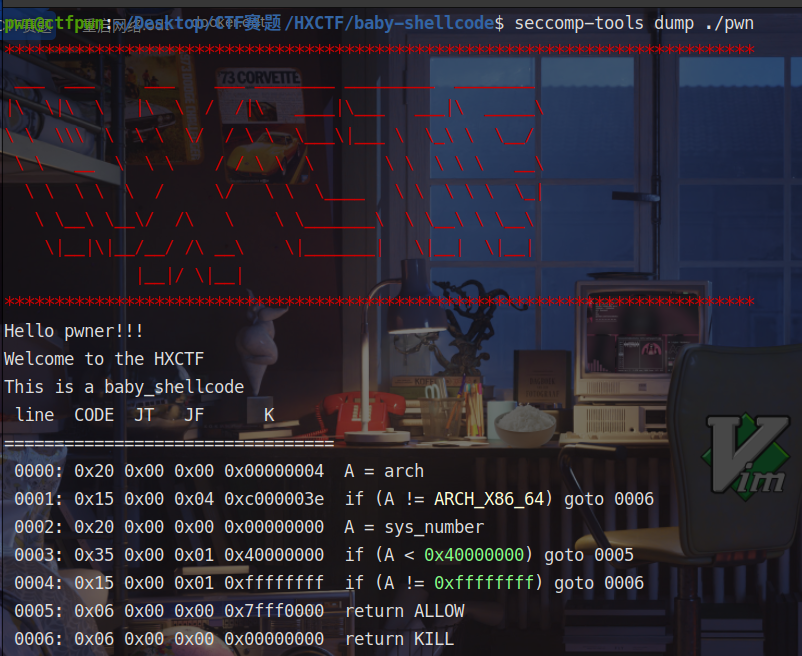 pwn@ctfpwn:~/Desktop/CTF赛题/HXCTF/baby-shellcode$ seccomp-tools dump ./pwn
**************************************************************************
73 CORVETTE
**************************************************************************
Hello pwner!!!
Welcome to the HXCTF
This is a baby_shellcode
 line  CODE  JT   JF      K
=================================
 0000: 0x20 0x00 0x00 0x00000004  A = arch
 0001: 0x15 0x00 0x04 0xc000003e  if (A != ARCH_X86_64) goto 0006
 0002: 0x20 0x00 0x00 0x00000000  A = sys_number
 0003: 0x35 0x00 0x01 0x40000000  if (A < 0x40000000) goto 0005
 0004: 0x15 0x00 0x01 0xffffffff  if (A != 0xffffffff) goto 0006
 0005: 0x06 0x00 0x00 0x7fff0000  return ALLOW
 0006: 0x06 0x00 0x00 0x00000000  return KILL
Vim